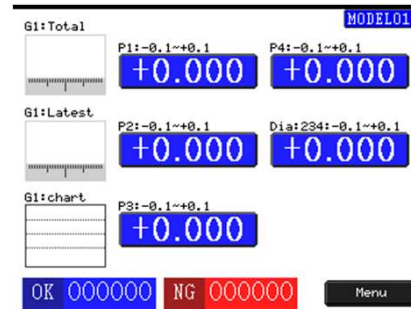 MODEL01
G1:Total
P1:-0.1~+0.1
+0.000
P4:-0.1~+0.1
+0.000
G1:Latest
P2:-0.1~+0.1
+0.000
Dia:234:-0.1~+0.1
+0.000
G1:chart
P3:-0.1~+0.1
+0.000
OK 000000
NG 000000
Menu